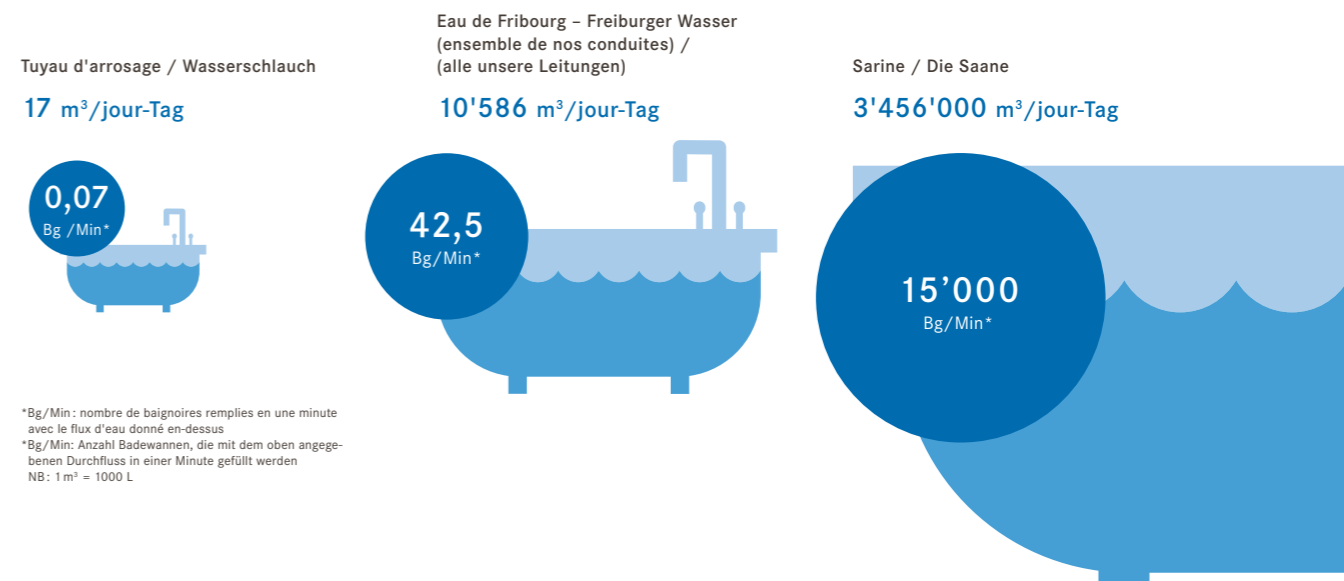 Tuyau d'arrosage / Wasserschlauch
17 m³/jour-Tag
0,07
Bg /Min*
Eau de Fribourg – Freiburger Wasser
(ensemble de nos conduites) /
(alle unsere Leitungen)
10'586 m³/jour-Tag
42,5
Bg/Min*
Sarine / Die Saane
3'456'000 m³/jour-Tag
15’000
Bg/Min*
*Bg/Min : nombre de baignoires remplies en une minute
avec le flux d'eau donné en-dessus
*Bg/Min: Anzahl Badewannen, die mit dem oben angege-
benen Durchfluss in einer Minute gefüllt werden
NB : 1 m³ = 1000 L